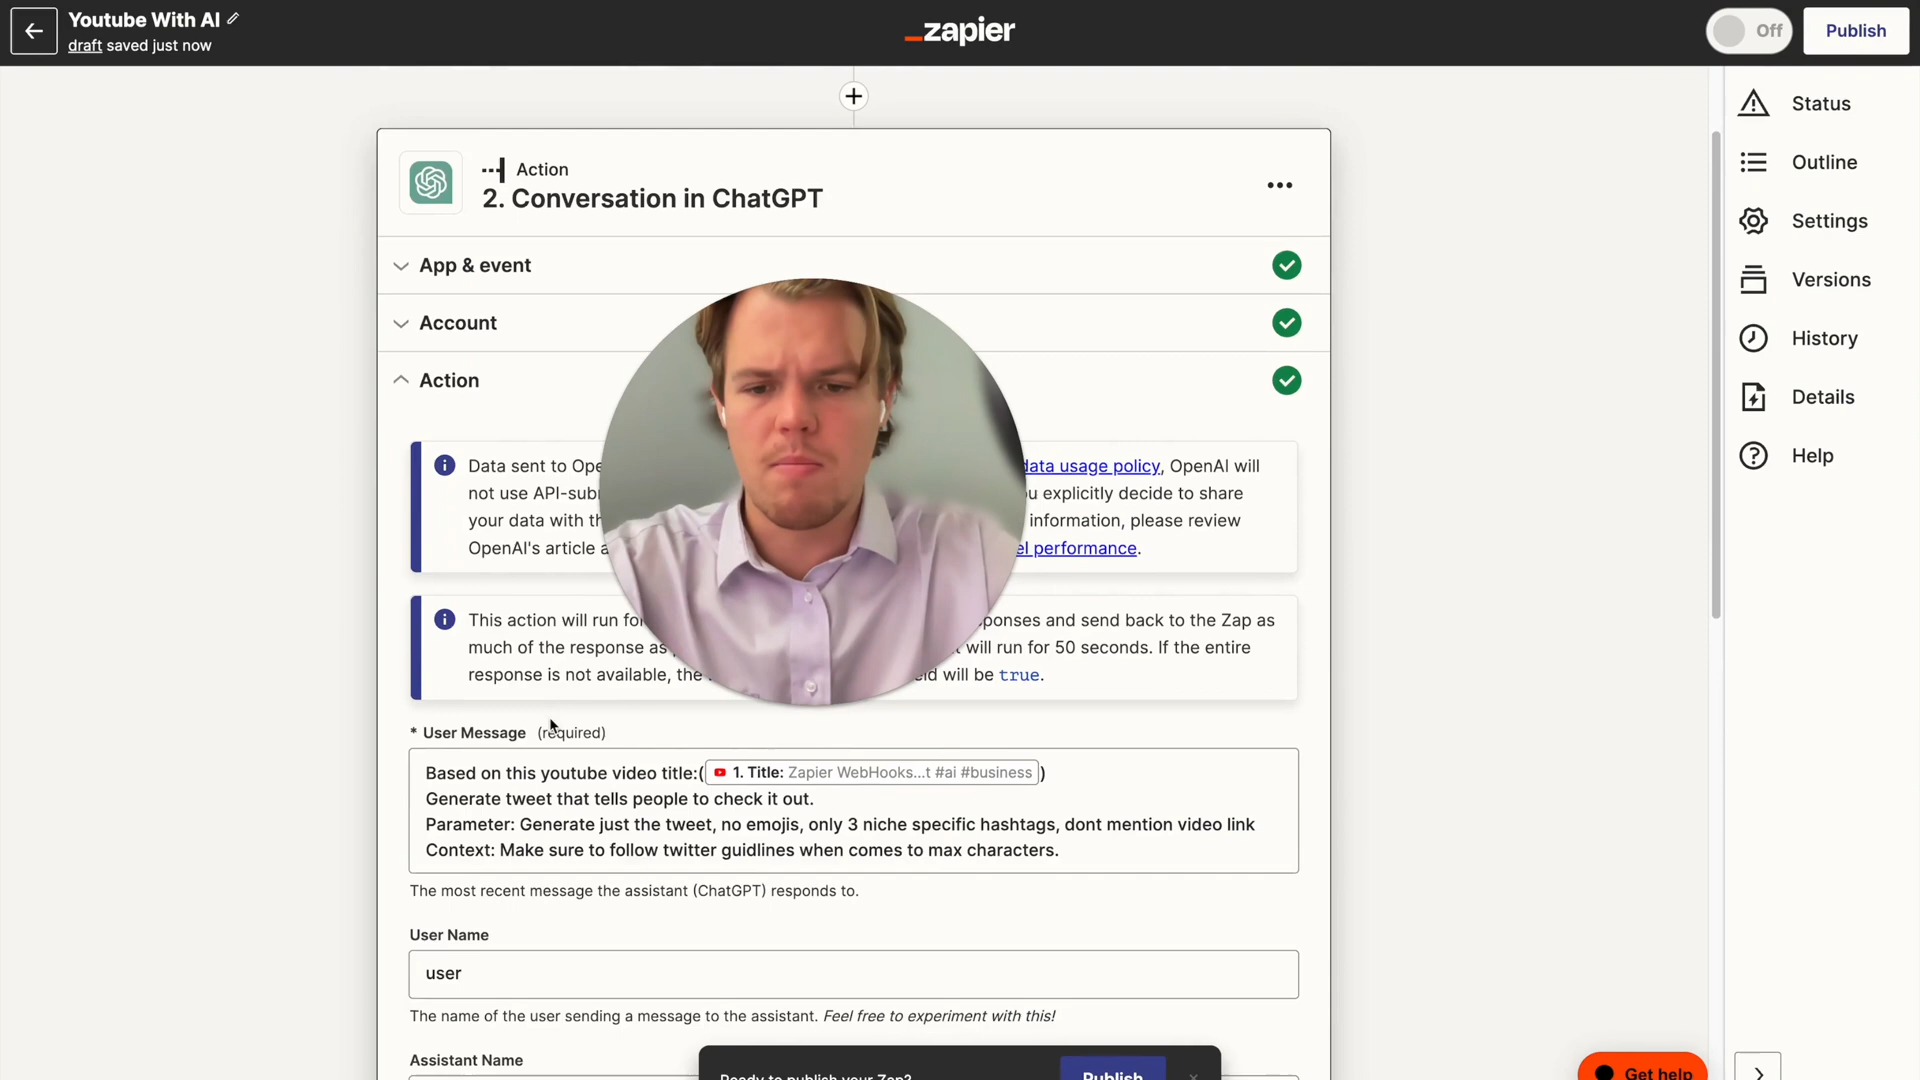 Youtube With AI
draft saved just now
zapier
Off
Publish
Status
Outline
Settings
Versions
History
Details
Help
Action
2. Conversation in ChatGPT
App & event
Account
Action
Data sent to data usage policy, OpenAI will
not use explicitly decide to share
your data with information, please review
OpenAI's article performance.
This action will run and send back to the Zap as
much of the response as will run for 50 seconds. If the entire
response is not available, the will be true.
* User Message (required)
Based on this youtube video title:( 1. Title: Zapier WebHooks...t #ai #business )
Generate tweet that tells people to check it out.
Parameter: Generate just the tweet, no emojis, only 3 niche specific hashtags, dont mention video link
Context: Make sure to follow twitter guidlines when comes to max characters.
The most recent message the assistant (ChatGPT) responds to.
User Name
user
The name of the user sending a message to the assistant. Feel free to experiment with this!
Assistant Name
Ready to publish your Zap?
Publish
Get help